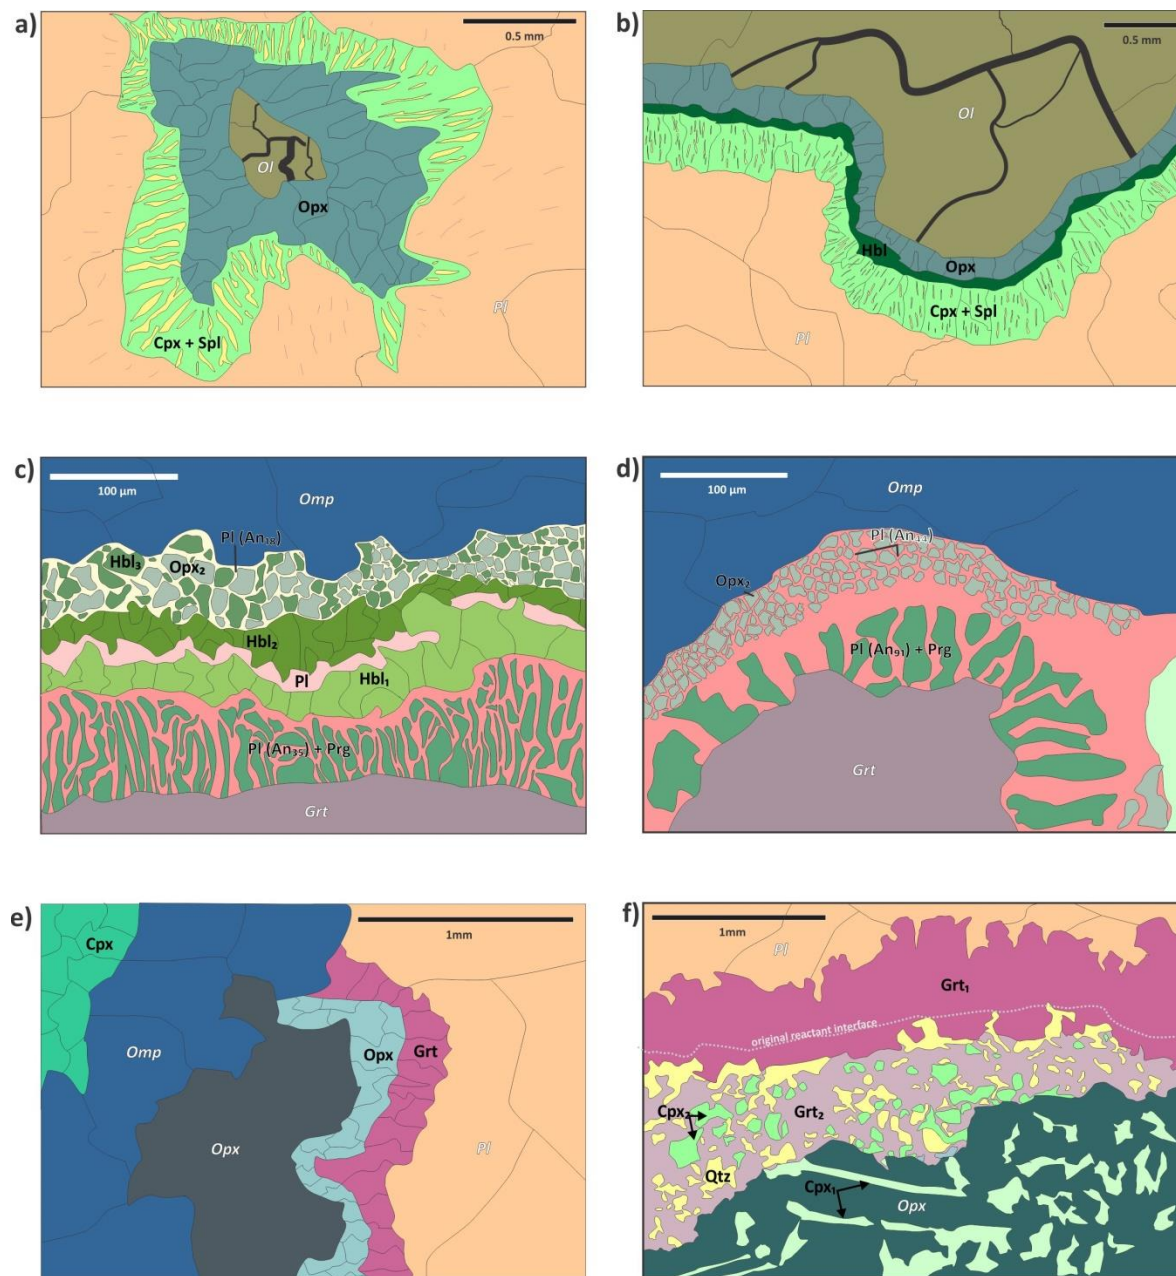 a)
0.5 mm
Ol
Opx
Pl
Cpx + Spl
b)
0.5 mm
Ol
Hbl
Opx
Cpx + Spl
Pl
c)
100 µm
Omp
Pl (An₁₈)
Hbl₃
Opx₂
Hbl₂
Pl
Hbl₁
Pl (An₃₅) + Prg
Grt
d)
100 µm
Omp
Opx₂
Pl (An₉₁) + Prg
Grt
e)
1mm
Cpx
Omp
Opx
Grt
Opx
Pl
f)
1mm
Pl
Grt₁
original reactant interface
Cpx₂
Grt₂
Qtz
Cpx₁
Opx